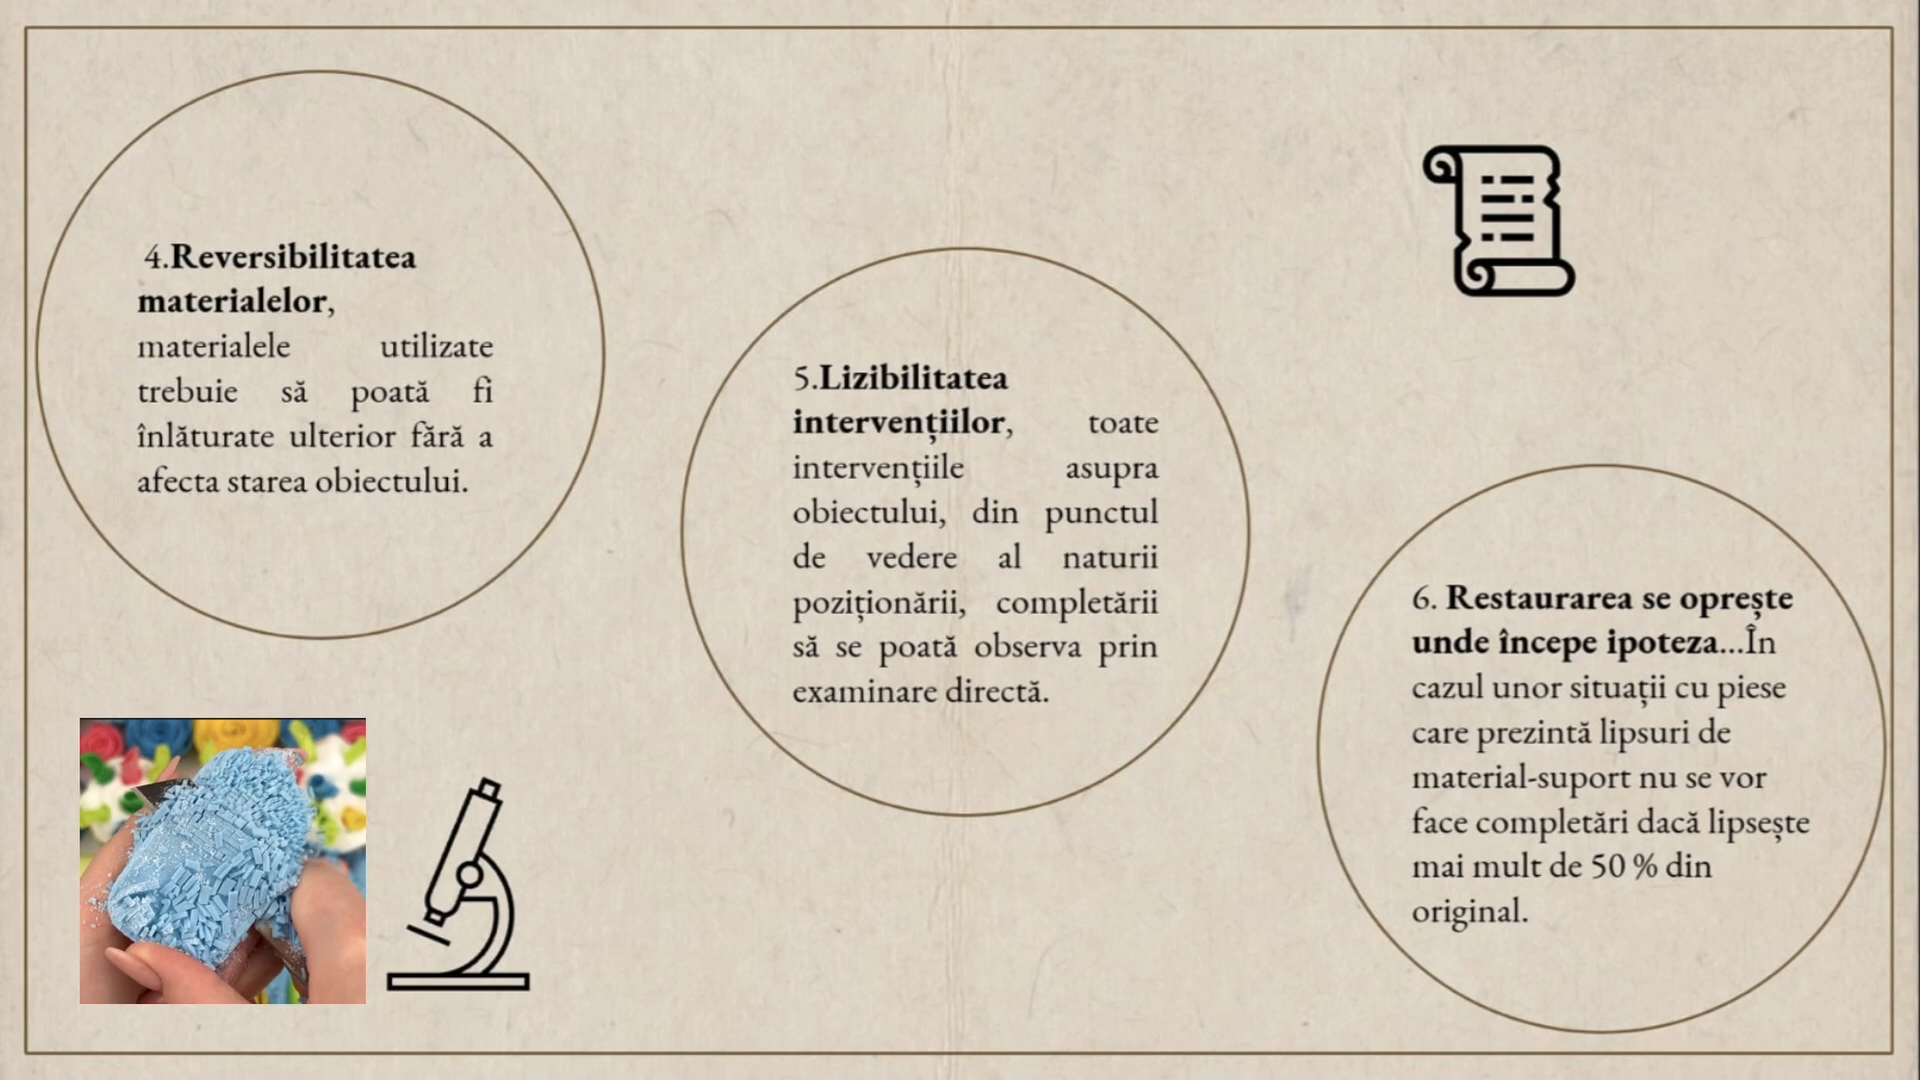 4.Reversibilitatea
materialelor,
materialele utilizate
trebuie să poată fi
înlăturate ulterior fără a
afecta starea obiectului.
5.Lizibilitatea
intervențiilor, toate
intervențiile asupra
obiectului, din punctul
de vedere al naturii
poziționării, completării
să se poată observa prin
examinare directă.
6. Restaurarea se oprește
unde începe ipoteza...În
cazul unor situații cu piese
care prezintă lipsuri de
material-suport nu se vor
face completări dacă lipsește
mai mult de 50 % din
original.